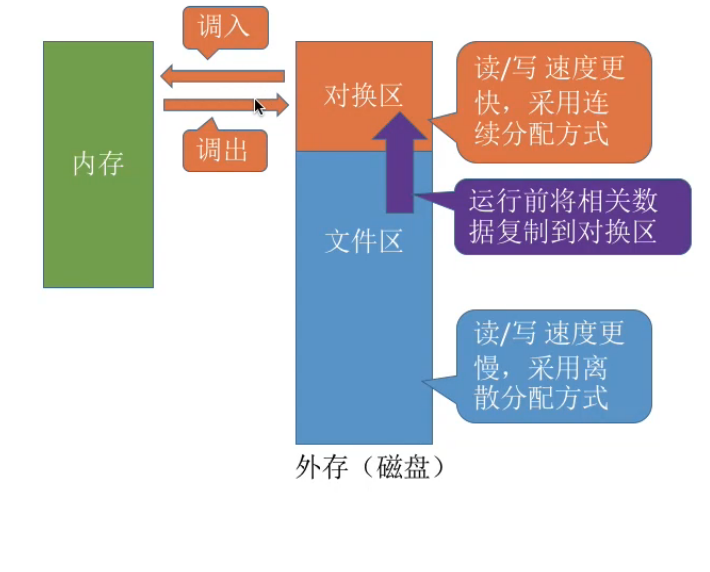 调入
对换区
读/写 速度更
快，采用连
续分配方式
内存
调出
运行前将相关数
据复制到对换区
文件区
读/写 速度更
慢，采用离
散分配方式
外存（磁盘）